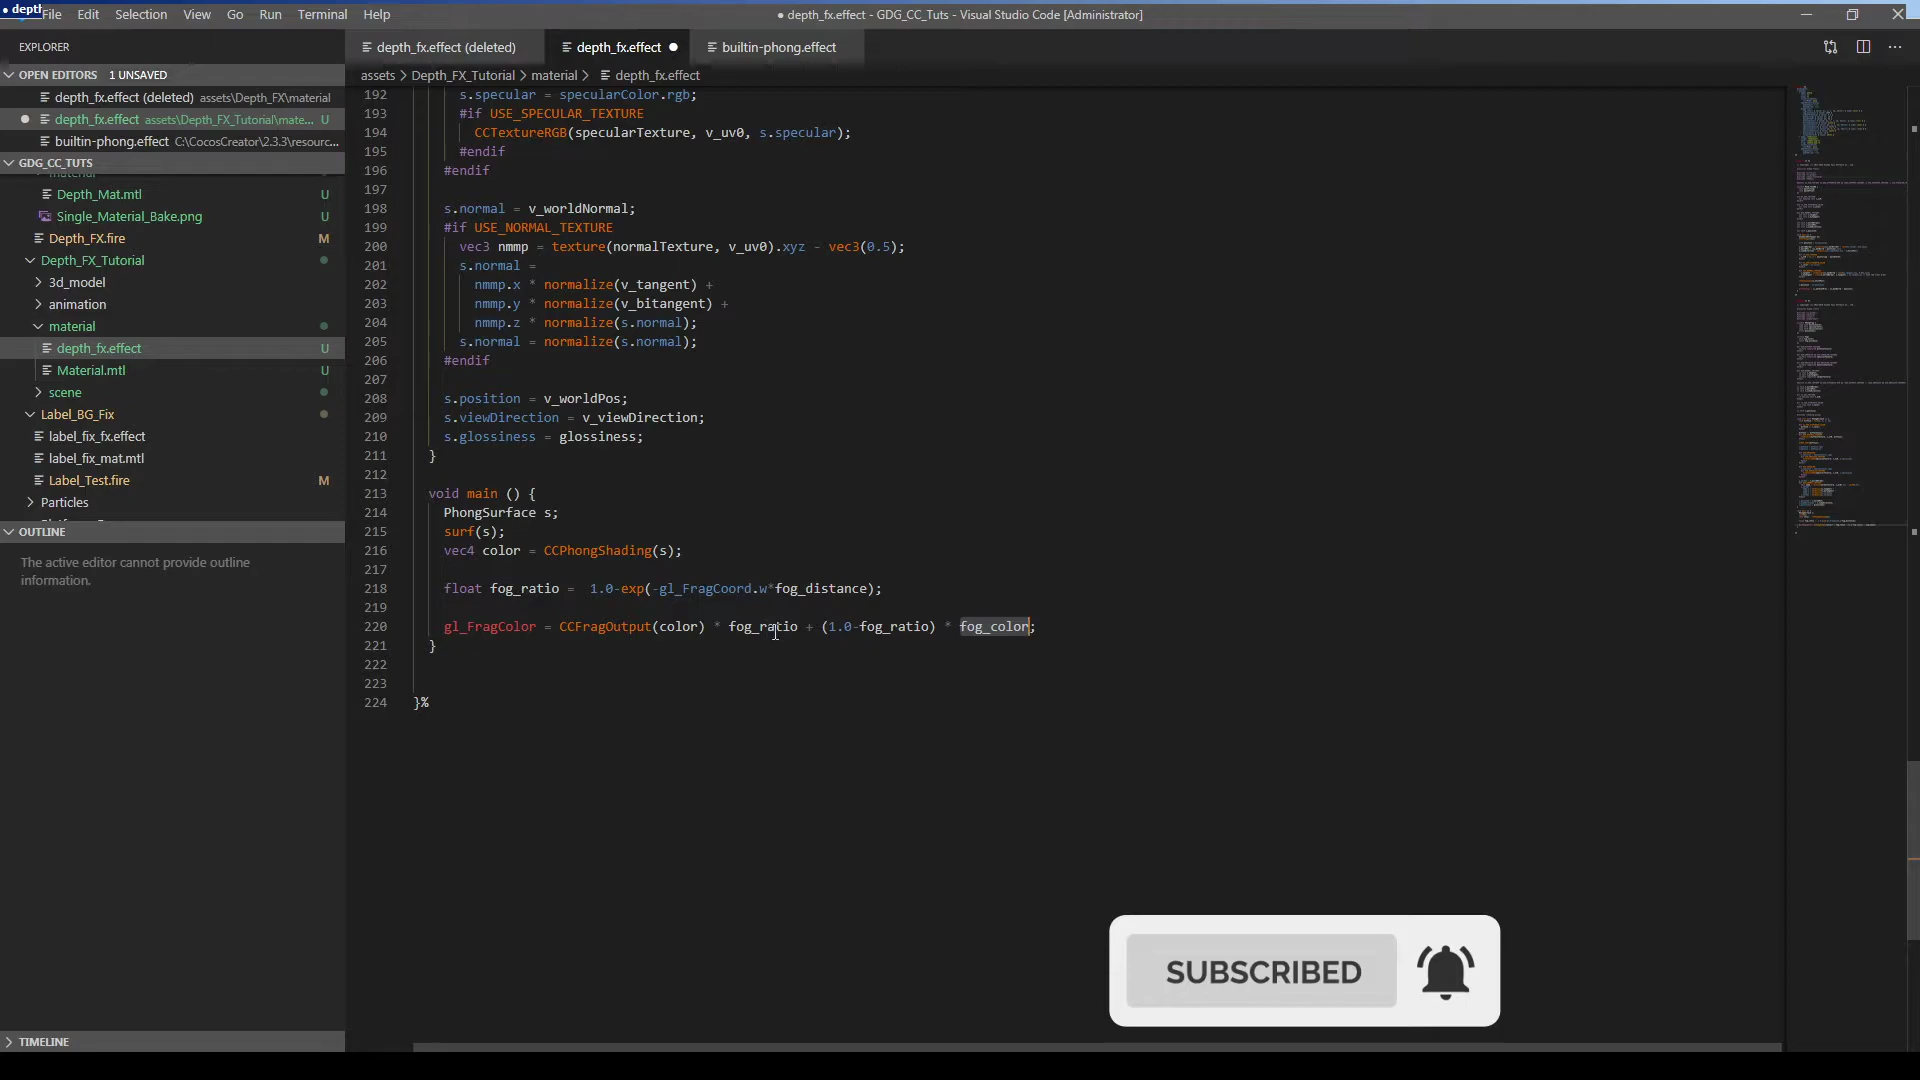 depth
File Edit Selection View Go Run Terminal Help
● depth_fx.effect - GDG_CC_Tuts - Visual Studio Code [Administrator]
EXPLORER
depth_fx.effect (deleted)
depth_fx.effect ●
builtin-phong.effect
OPEN EDITORS 1 UNSAVED
assets > Depth_FX_Tutorial > material > depth_fx.effect
depth_fx.effect (deleted) assets\Depth_FX\material
depth_fx.effect assets\Depth_FX_Tutorial\mate... U
builtin-phong.effect C:\CocosCreator\2.3.3\resourc...
GDG_CC_TUTS
material
Depth_Mat.mtl U
Single_Material_Bake.png U
Depth_FX.fire M
Depth_FX_Tutorial
3d_model
animation
material
depth_fx.effect U
Material.mtl U
scene
Label_BG_Fix
label_fix_fx.effect
label_fix_mat.mtl
Label_Test.fire M
Particles
OUTLINE
The active editor cannot provide outline
information.
TIMELINE
192 s.specular = specularColor.rgb;
193 #if USE_SPECULAR_TEXTURE
194 CCTextureRGB(specularTexture, v_uv0, s.specular);
195 #endif
196 #endif
197
198 s.normal = v_worldNormal;
199 #if USE_NORMAL_TEXTURE
200 vec3 nmmp = texture(normalTexture, v_uv0).xyz - vec3(0.5);
201 s.normal =
202 nmmp.x * normalize(v_tangent) +
203 nmmp.y * normalize(v_bitangent) +
204 nmmp.z * normalize(s.normal);
205 s.normal = normalize(s.normal);
206 #endif
207
208 s.position = v_worldPos;
209 s.viewDirection = v_viewDirection;
210 s.glossiness = glossiness;
211 }
212
213 void main () {
214 PhongSurface s;
215 surf(s);
216 vec4 color = CCPhongShading(s);
217
218 float fog_ratio =  1.0-exp(-gl_FragCoord.w*fog_distance);
219
220 gl_FragColor = CCFragOutput(color) * fog_ratio + (1.0-fog_ratio) * fog_color;
221 }
222
223
224 }%
SUBSCRIBED